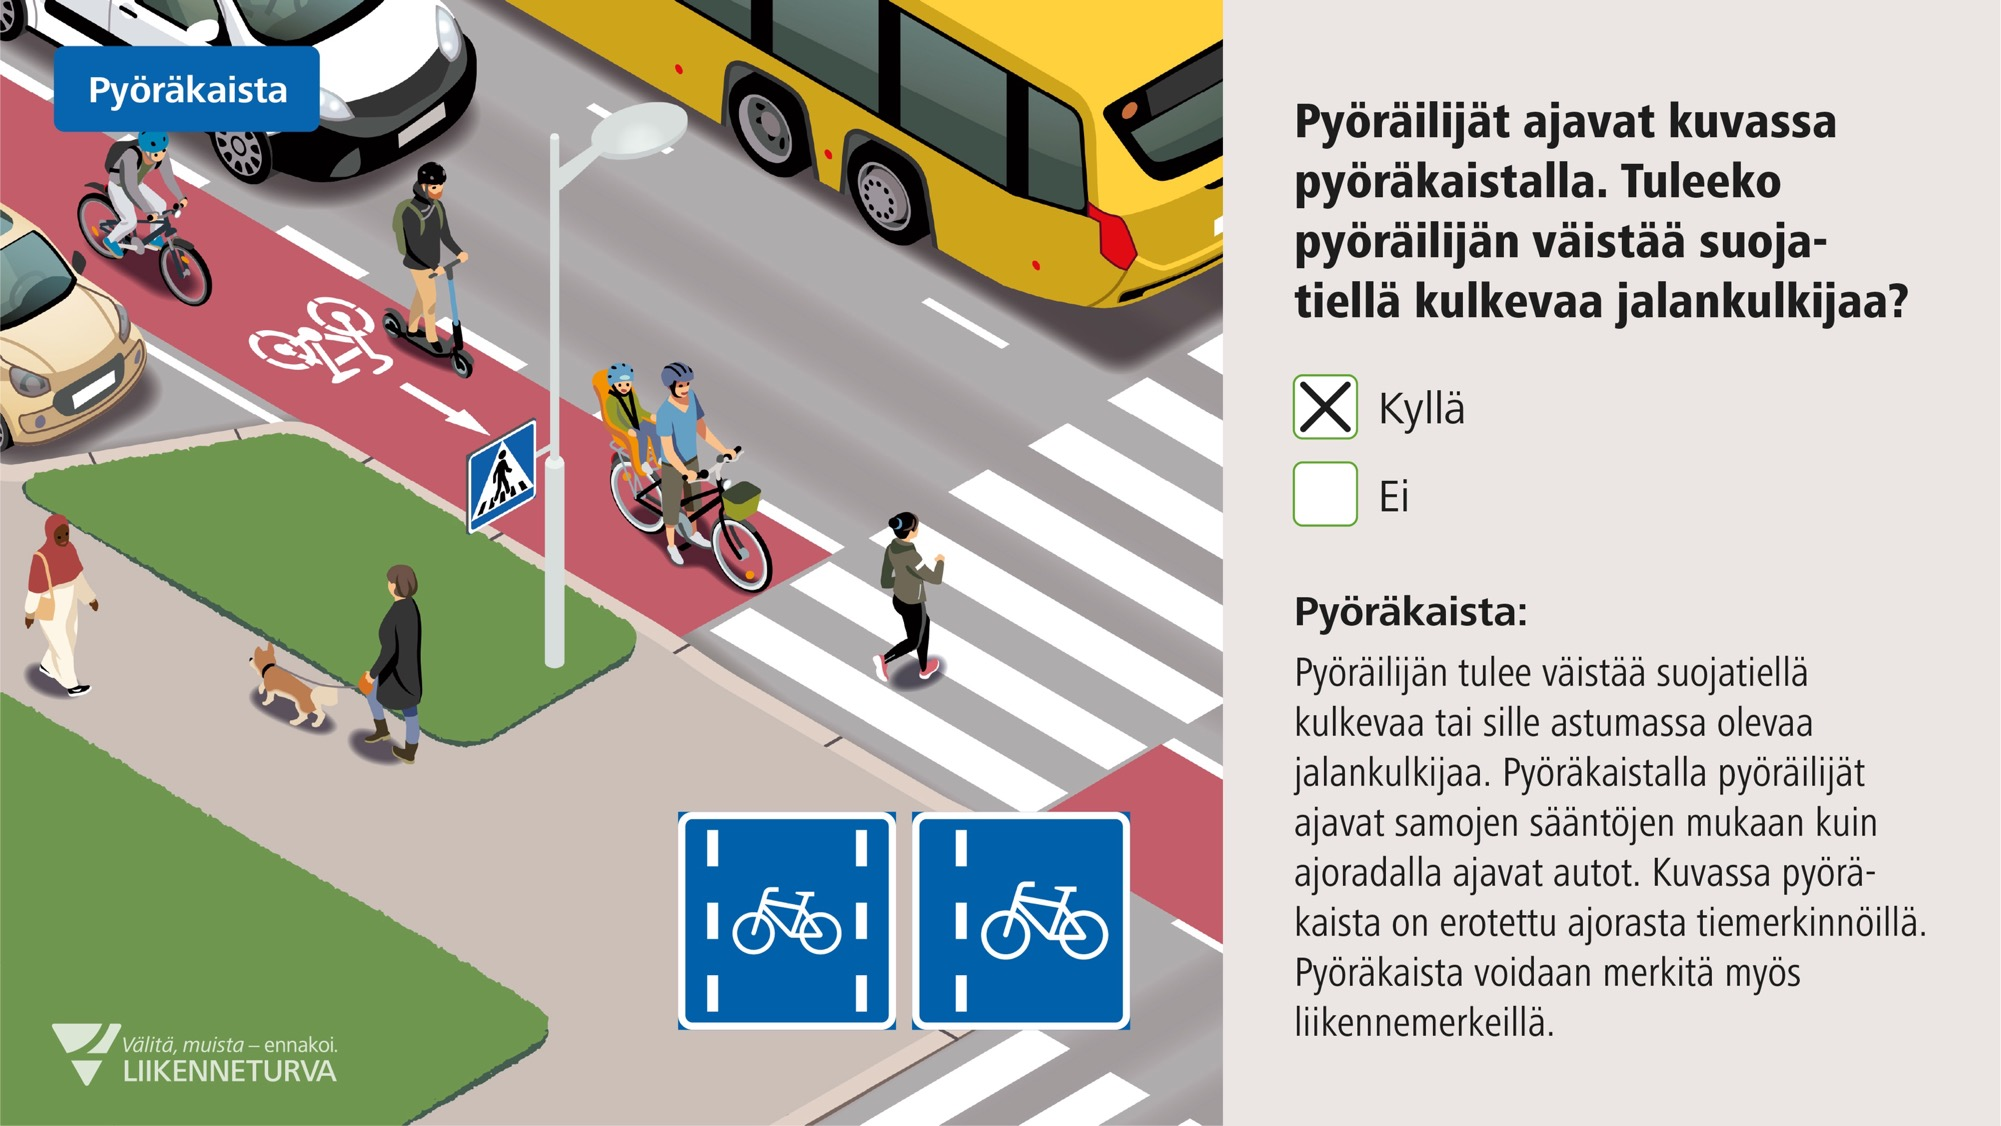 Pyöräkaista
Pyöräilijät ajavat kuvassa
pyöräkaistalla. Tuleeko
pyöräilijän väistää suoja-
tiellä kulkevaa jalankulkijaa?
Kyllä
Ei
Pyöräkaista:
Pyöräilijän tulee väistää suojatiellä
kulkevaa tai sille astumassa olevaa
jalankulkijaa. Pyöräkaistalla pyöräilijät
ajavat samojen sääntöjen mukaan kuin
ajoradalla ajavat autot. Kuvassa pyörä-
kaista on erotettu ajorasta tiemerkinnöillä.
Pyöräkaista voidaan merkitä myös
liikennemerkeillä.
Välitä, muista – ennakoi.
LIIKENNETURVA